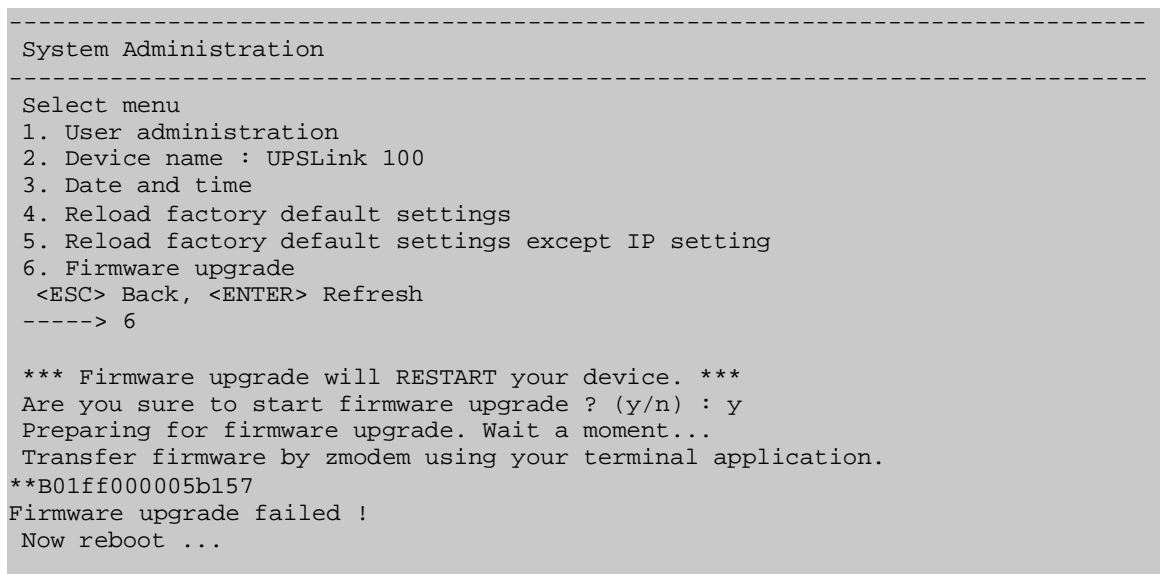 --------------------------------------------------------------------------------
System Administration
--------------------------------------------------------------------------------
Select menu
1. User administration
2. Device name : UPSLink 100
3. Date and time
4. Reload factory default settings
5. Reload factory default settings except IP setting
6. Firmware upgrade
<ESC> Back, <ENTER> Refresh
-----> 6
*** Firmware upgrade will RESTART your device. ***
Are you sure to start firmware upgrade ? (y/n) : y
Preparing for firmware upgrade. Wait a moment...
Transfer firmware by zmodem using your terminal application.
**B01ff000005b157
Firmware upgrade failed !
Now reboot ...